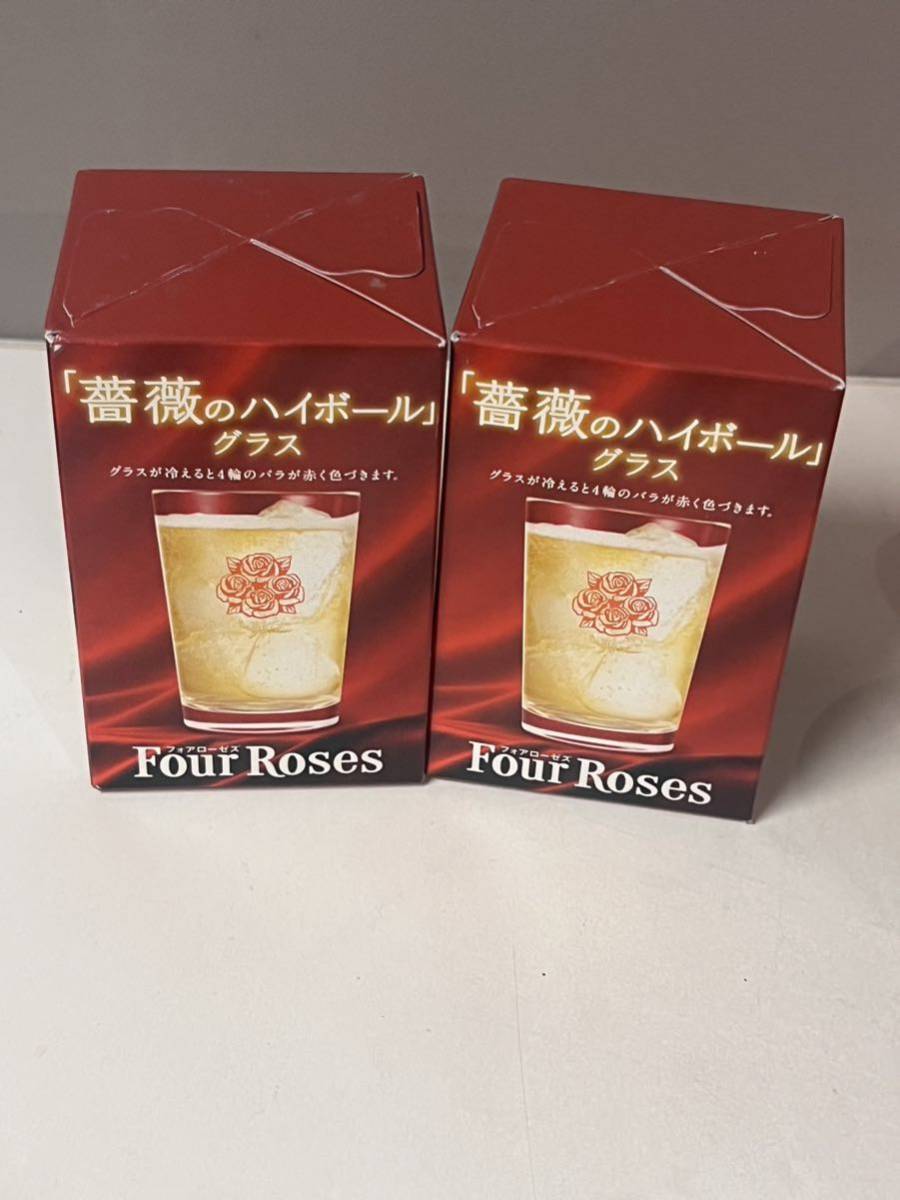 「薔薇のハイボール」
グラス
グラスが冷えると4輪のバラが赤く色づきます。
フォアローゼズ
Four Roses
「薔薇のハイボール」
グラス
グラスが冷えると4輪のバラが赤く色づきます。
フォアローゼズ
Four Roses